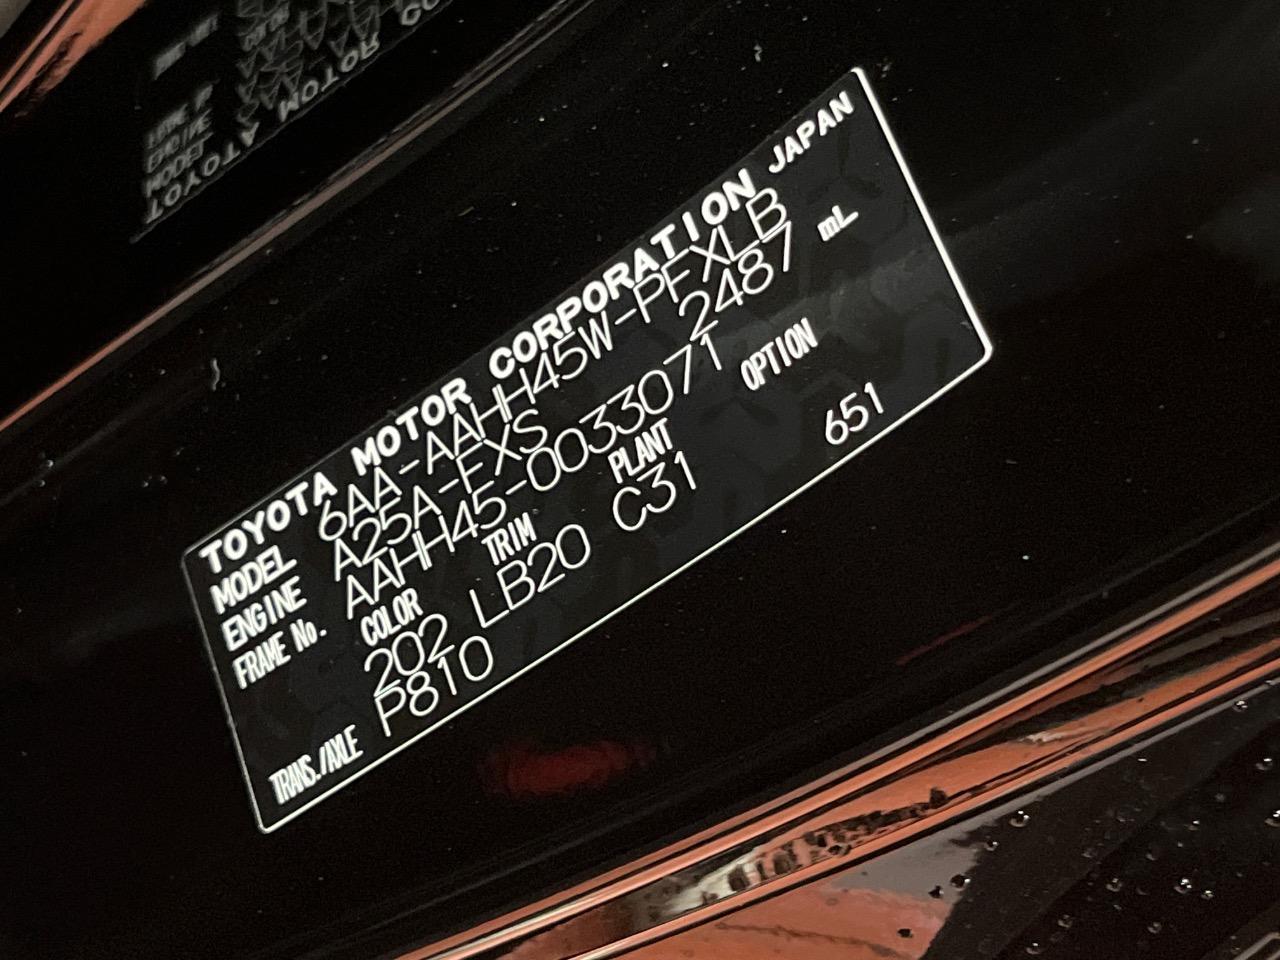 TOYOTA MOTOR CORPORATION JAPAN
MODEL 6AA-AAHH45W-PFXLB
ENGINE A25A-FXS 2487 mL
FRAME No. AAHH45-0033071
COLOR TRIM PLANT OPTION
202 LB20 C31 651
TRANS./AXLE P810